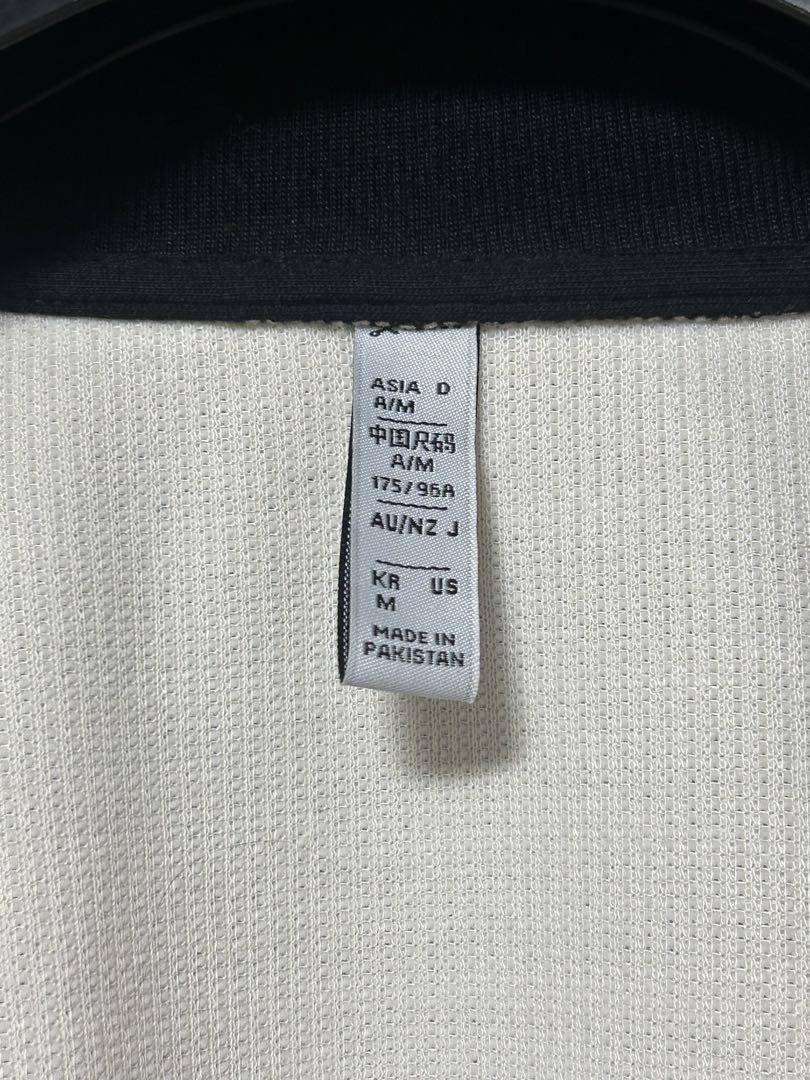 ASIA D
A/M
中国尺码
A/M
175/96A
AU/NZ J
KR US
M
MADE IN
PAKISTAN